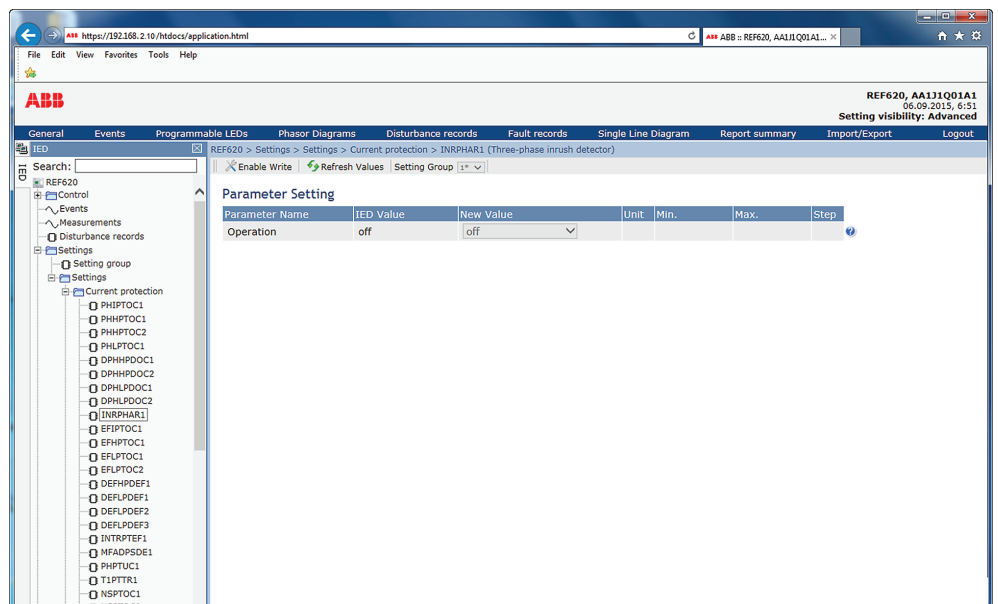 https://192.168.2.10/htdocs/application.html
ABB :: REF620, AA1J1Q01A1...
File Edit View Favorites Tools Help
ABB
REF620, AA1J1Q01A1
06.09.2015, 6:51
Setting visibility: Advanced
General Events Programmable LEDs Phasor Diagrams Disturbance records Fault records Single Line Diagram Report summary Import/Export Logout
IED
REF620 > Settings > Settings > Current protection > INRPHAR1 (Three-phase inrush detector)
IED
Search:
Enable Write Refresh Values Setting Group 1*
REF620
Control
Events
Measurements
Disturbance records
Settings
Setting group
Settings
Current protection
PHIPTOC1
PHHPTOC1
PHHPTOC2
PHLPTOC1
DPHHPDOC1
DPHHPDOC2
DPHLPDOC1
DPHLPDOC2
INRPHAR1
EFIPTOC1
EFHPTOC1
EFLPTOC1
EFLPTOC2
DEFHPDEF1
DEFLPDEF1
DEFLPDEF2
DEFLPDEF3
INTRPTEF1
MFADPSDE1
PHPTUC1
T1PTTR1
NSPTOC1
Parameter Setting
Parameter Name IED Value New Value Unit Min. Max. Step
Operation off off